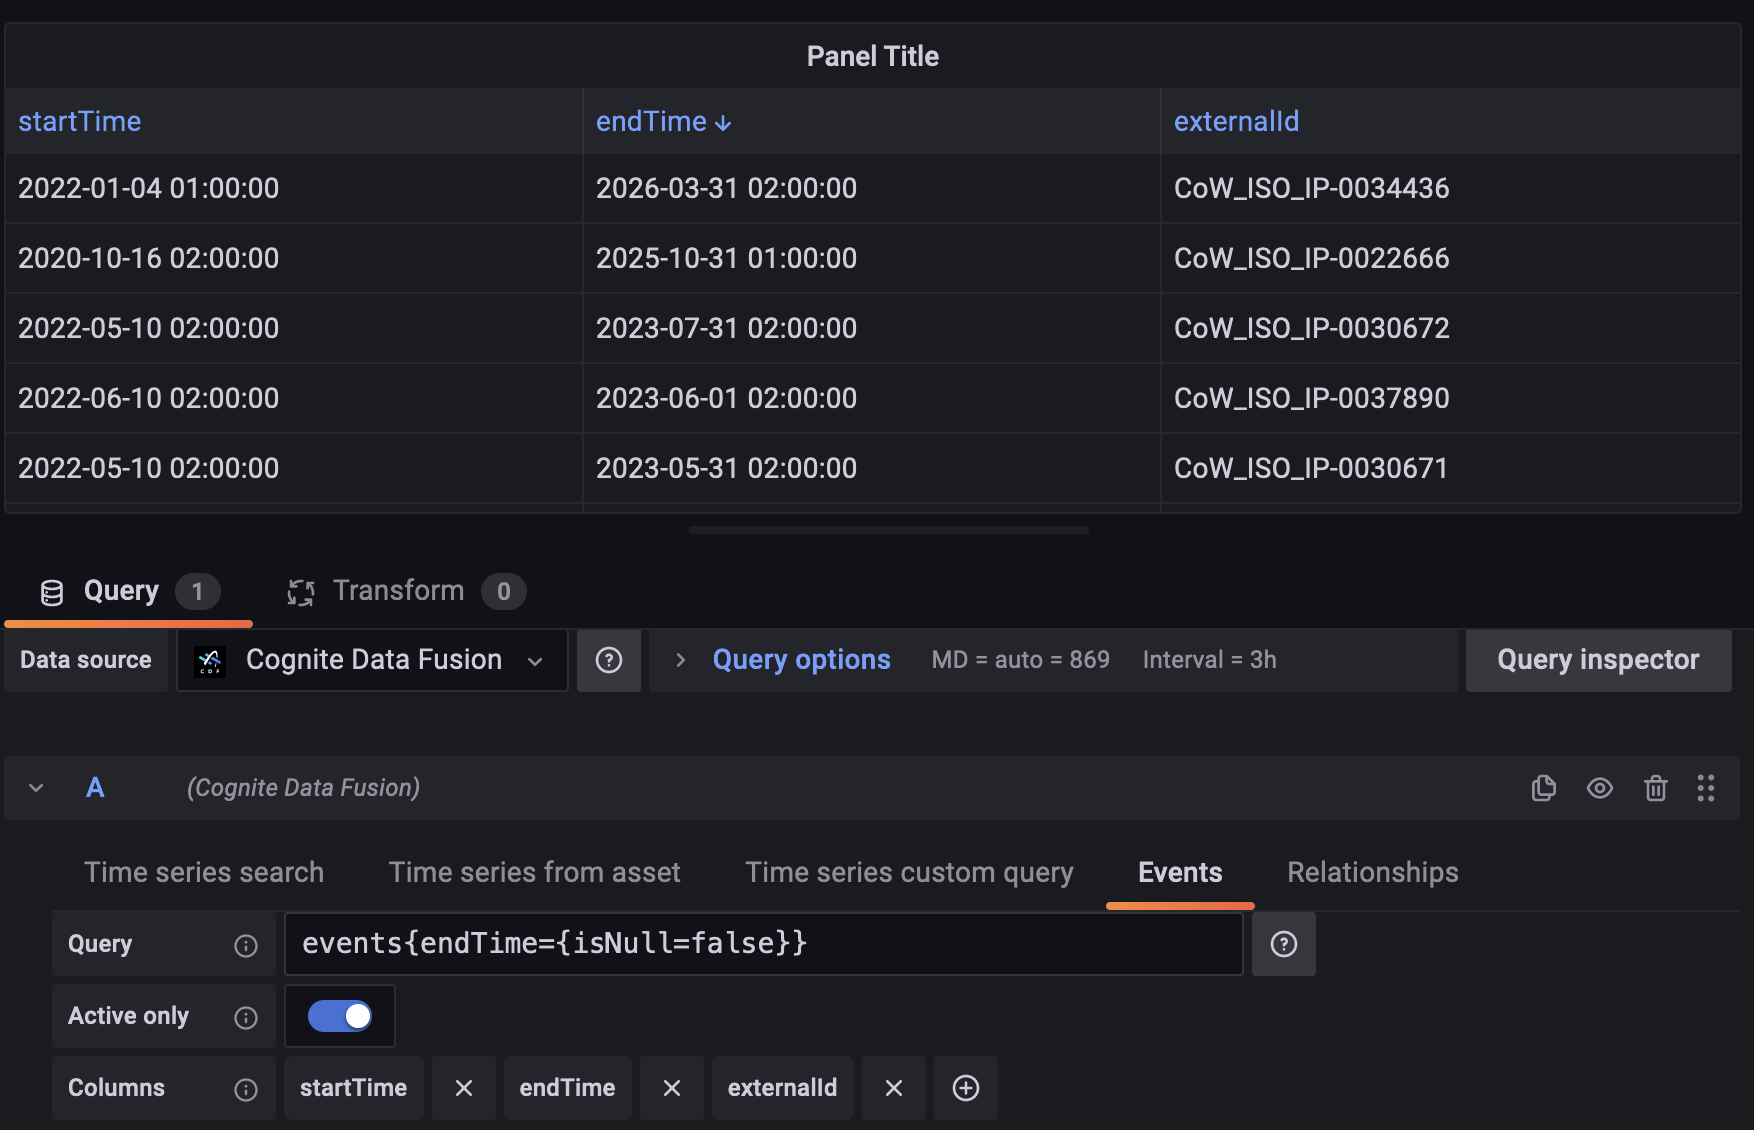 Panel Title
startTime endTime externalId
2022-01-04 01:00:00 2026-03-31 02:00:00 CoW_ISO_IP-0034436
2020-10-16 02:00:00 2025-10-31 01:00:00 CoW_ISO_IP-0022666
2022-05-10 02:00:00 2023-07-31 02:00:00 CoW_ISO_IP-0030672
2022-06-10 02:00:00 2023-06-01 02:00:00 CoW_ISO_IP-0037890
2022-05-10 02:00:00 2023-05-31 02:00:00 CoW_ISO_IP-0030671
Query 1 Transform 0
Data source CDF Cognite Data Fusion Query options MD = auto = 869 Interval = 3h Query inspector
A (Cognite Data Fusion)
Time series search Time series from asset Time series custom query Events Relationships
Query events{endTime={isNull=false}}
Active only
Columns startTime endTime externalId